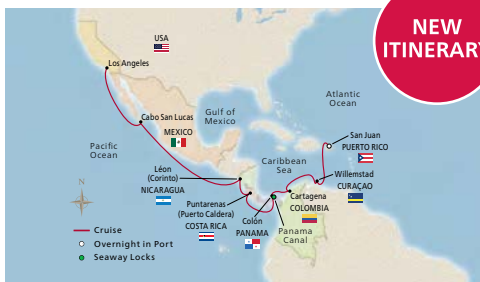 NEW
ITINERARY
USA
Los Angeles
Atlantic
Ocean
Gulf of
Mexico
Cabo San Lucas
MEXICO
Pacific
Ocean
San Juan
PUERTO RICO
Caribbean
Sea
Léon
(Corinto)
NICARAGUA
Willemstad
CURAÇAO
Puntarenas
(Puerto Caldera)
COSTA RICA
Cartagena
COLOMBIA
Colón
PANAMA
Panama
Canal
N
Cruise
Overnight in Port
Seaway Locks